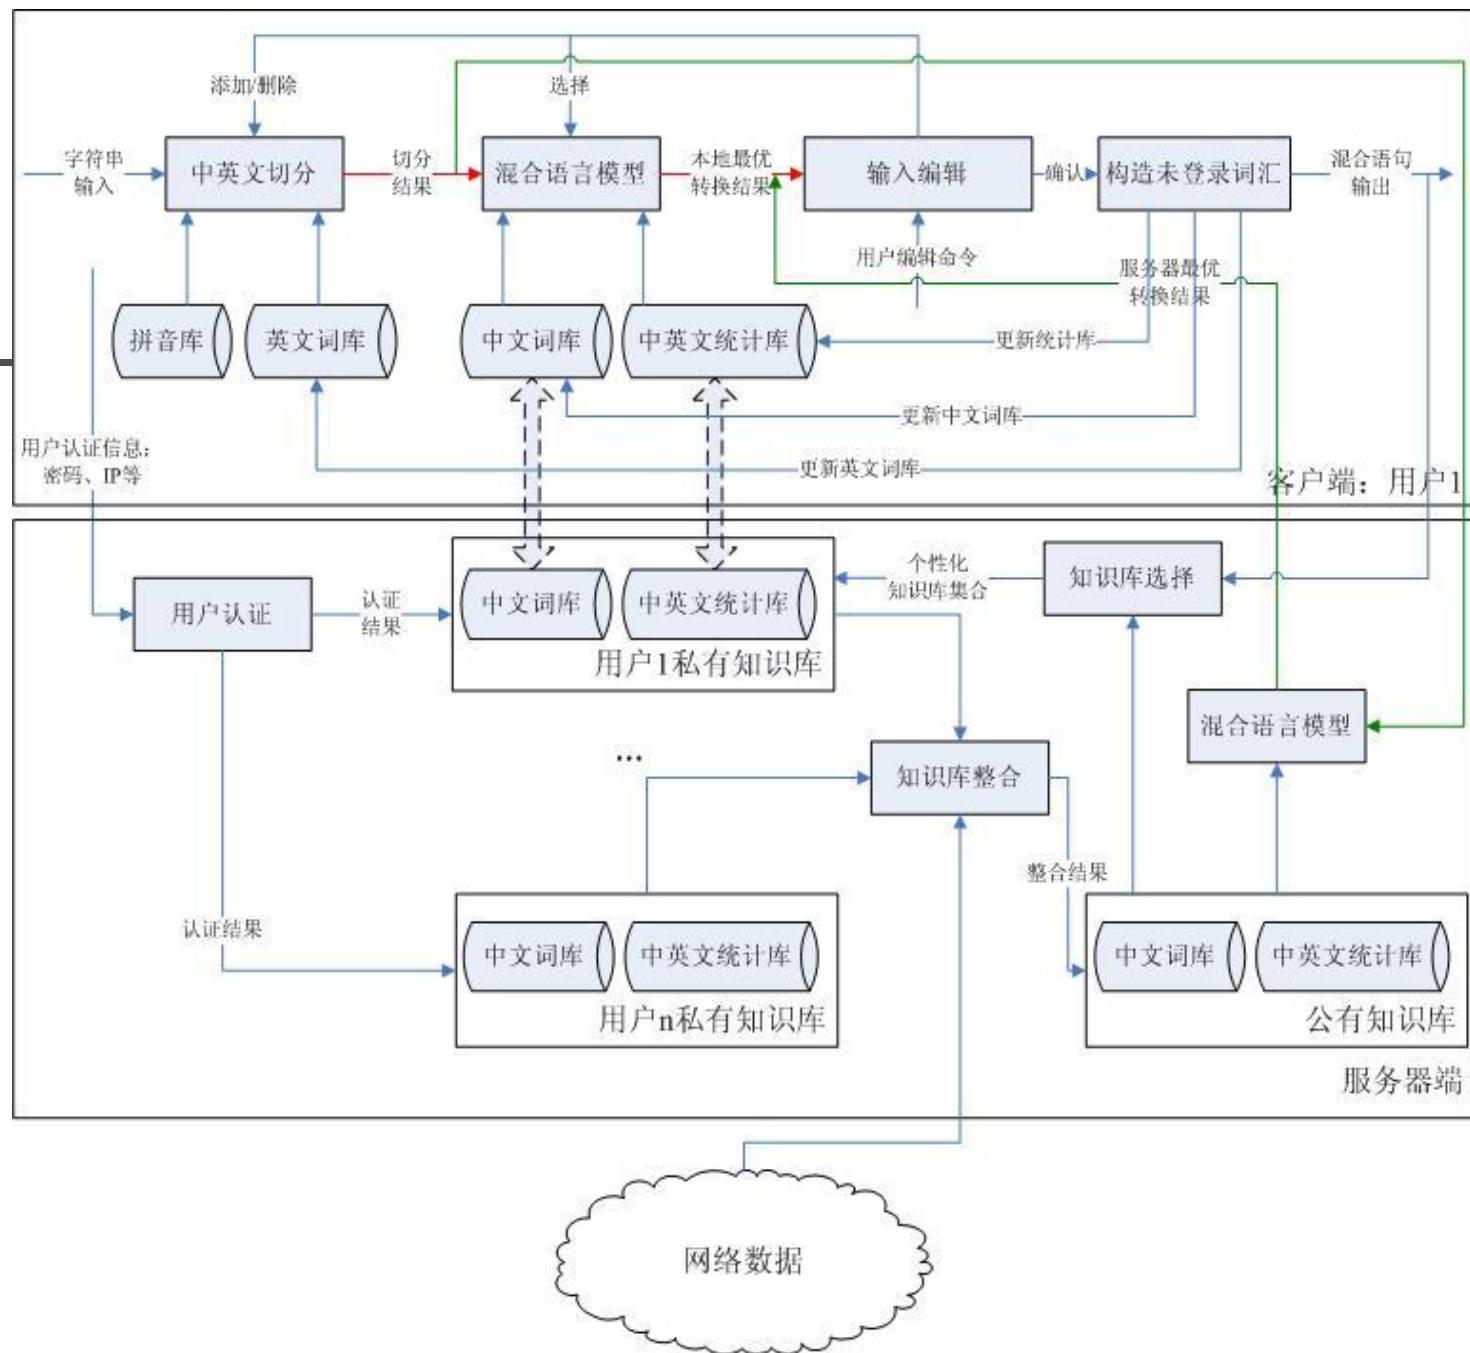 添加/删除
选择
字符串
输入
中英文切分
切分
结果
混合语言模型
本地最优
转换结果
输入编辑
确认
构造未登录词汇
混合语句
输出
用户编辑命令
服务器最优
转换结果
拼音库
英文词库
中文词库
中英文统计库
更新统计库
更新中文词库
用户认证信息：
密码、IP等
更新英文词库
客户端：用户1
用户认证
认证
结果
中文词库
中英文统计库
用户1私有知识库
个性化
知识库集合
知识库选择
混合语言模型
...
知识库整合
整合结果
认证结果
中文词库
中英文统计库
用户n私有知识库
中文词库
中英文统计库
公有知识库
服务器端
网络数据